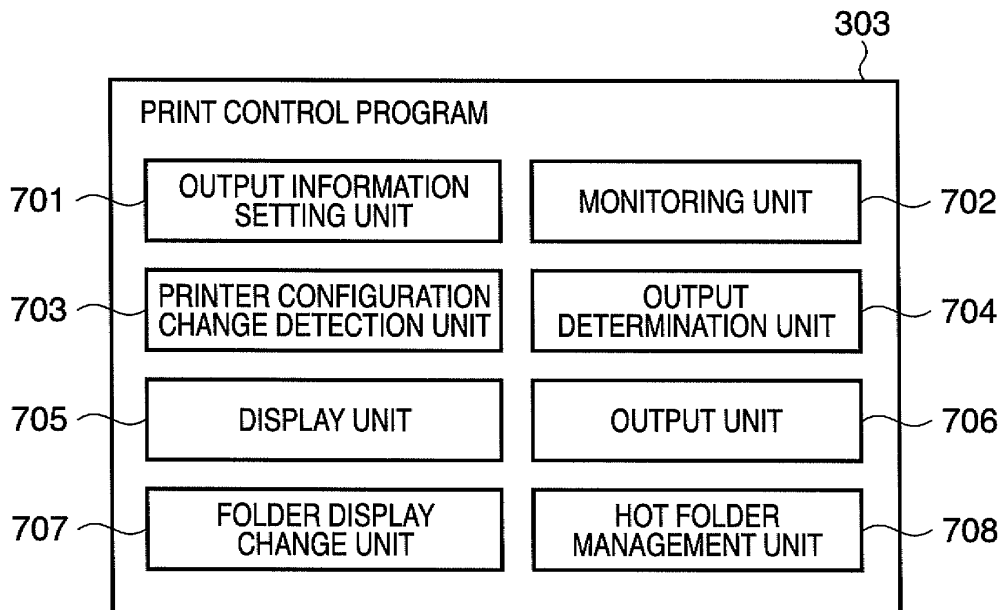 303
PRINT CONTROL PROGRAM
701
OUTPUT INFORMATION
SETTING UNIT
MONITORING UNIT
702
703
PRINTER CONFIGURATION
CHANGE DETECTION UNIT
OUTPUT
DETERMINATION UNIT
704
705
DISPLAY UNIT
OUTPUT UNIT
706
707
FOLDER DISPLAY
CHANGE UNIT
HOT FOLDER
MANAGEMENT UNIT
708